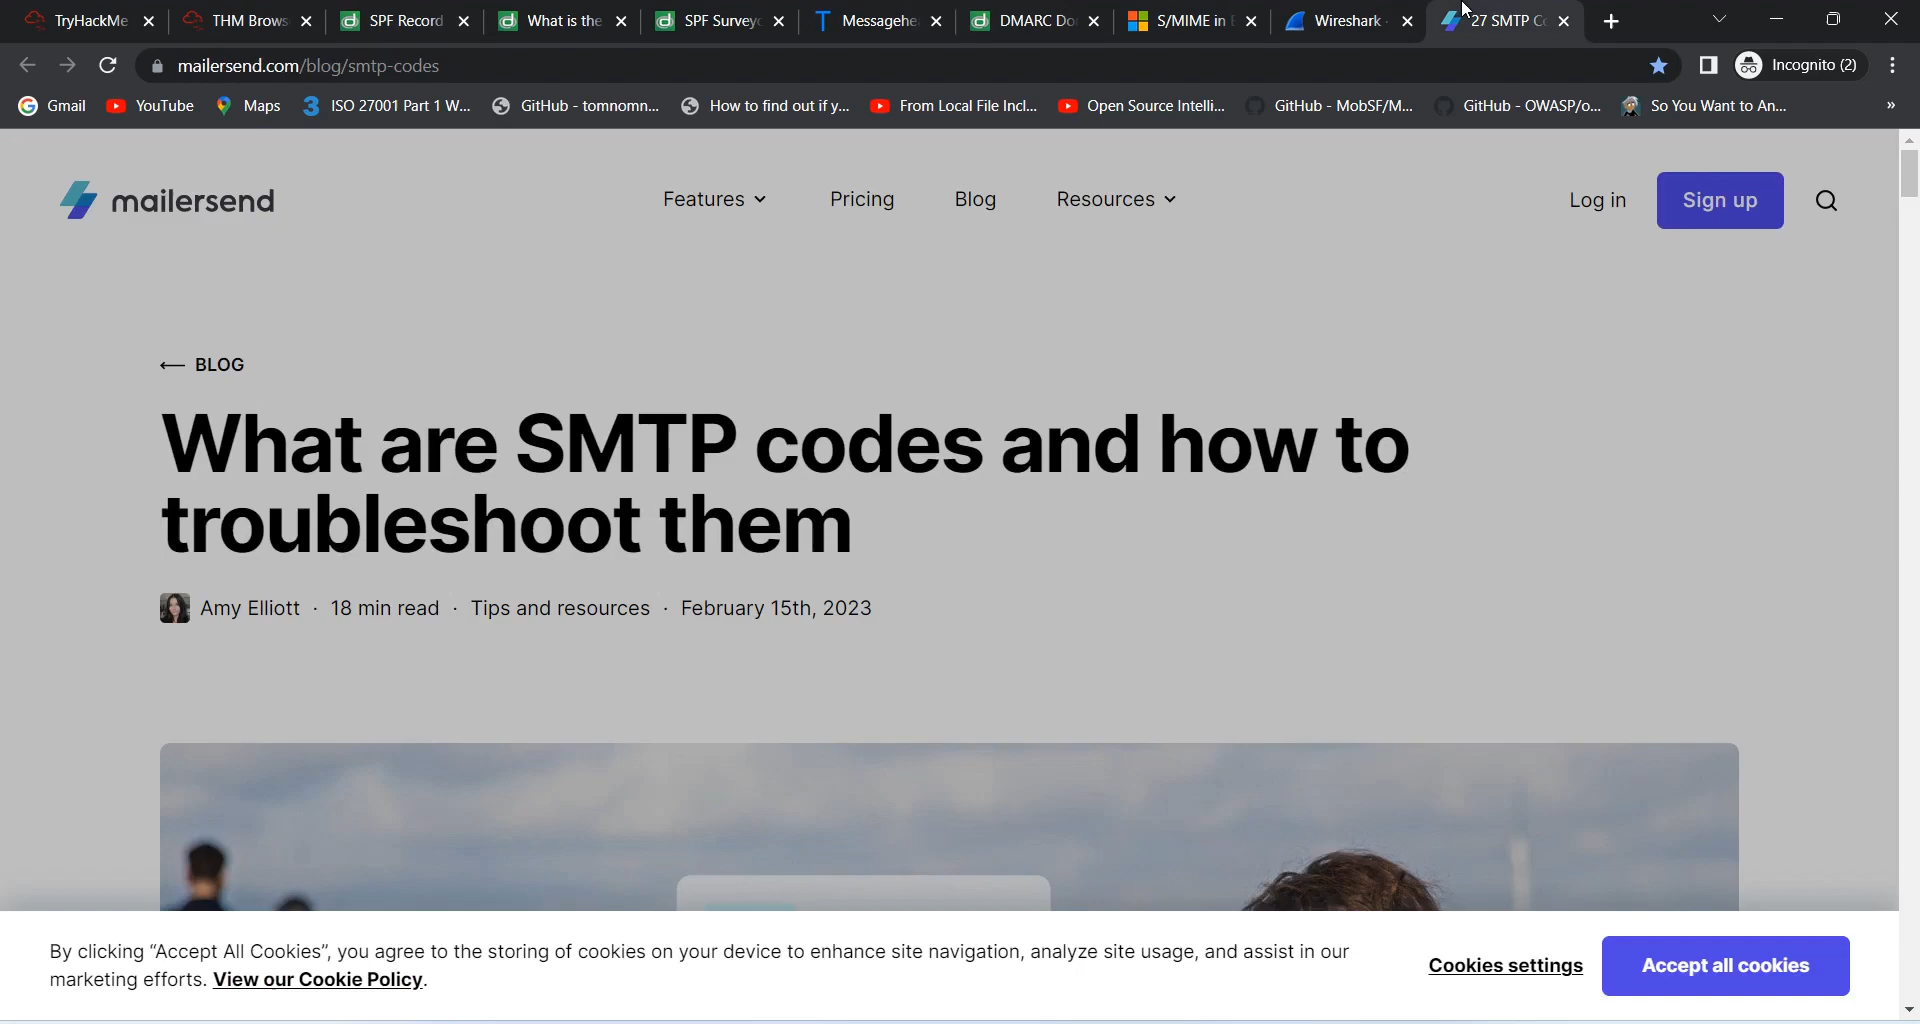 TryHackMe
THM Brows
SPF Record
What is the
SPF Survey
Messagehe
DMARC Do
S/MIME in E
Wireshark ·
27 SMTP Co
mailersend.com/blog/smtp-codes
Incognito (2)
Gmail
YouTube
Maps
ISO 27001 Part 1 W...
GitHub - tomnomn...
How to find out if y...
From Local File Incl...
Open Source Intelli...
GitHub - MobSF/M...
GitHub - OWASP/o...
So You Want to An...
»
mailersend
Features
Pricing
Blog
Resources
Log in
Sign up
← BLOG
What are SMTP codes and how to
troubleshoot them
Amy Elliott · 18 min read · Tips and resources · February 15th, 2023
By clicking “Accept All Cookies”, you agree to the storing of cookies on your device to enhance site navigation, analyze site usage, and assist in our
marketing efforts. View our Cookie Policy.
Cookies settings
Accept all cookies